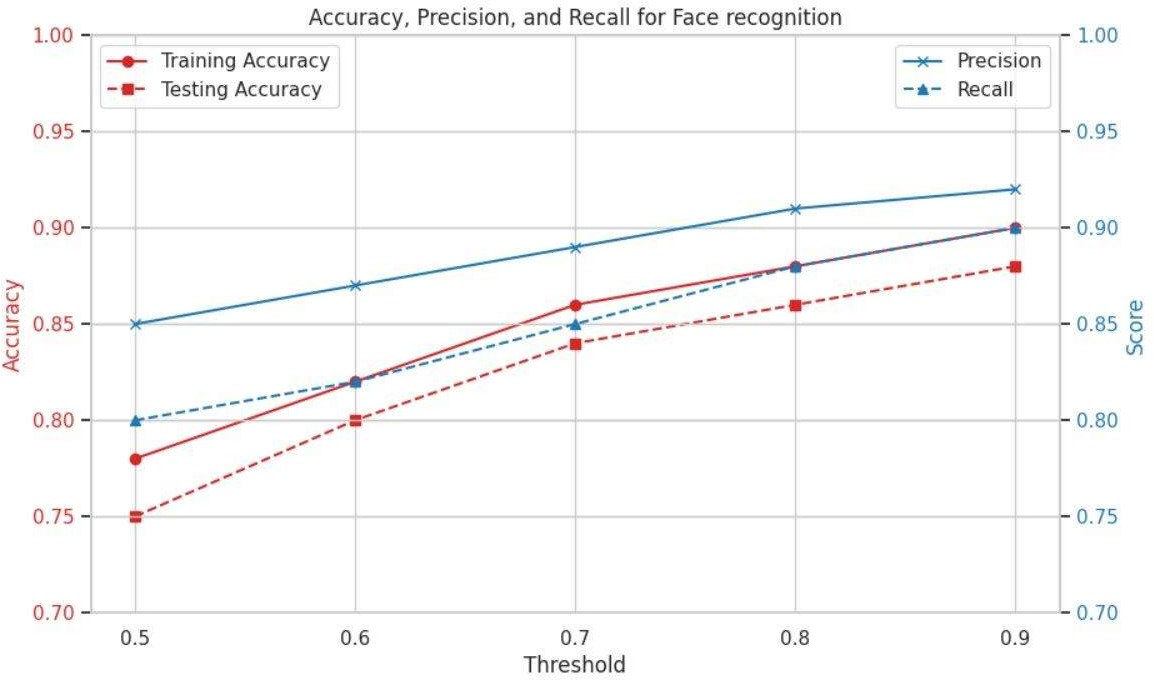 Accuracy, Precision, and Recall for Face recognition
1.00
0.95
0.90
0.85
0.80
0.75
0.70
Accuracy
Training Accuracy
Testing Accuracy
Precision
Recall
1.00
0.95
0.90
0.85
0.80
0.75
0.70
Score
0.5 0.6 0.7 0.8 0.9
Threshold